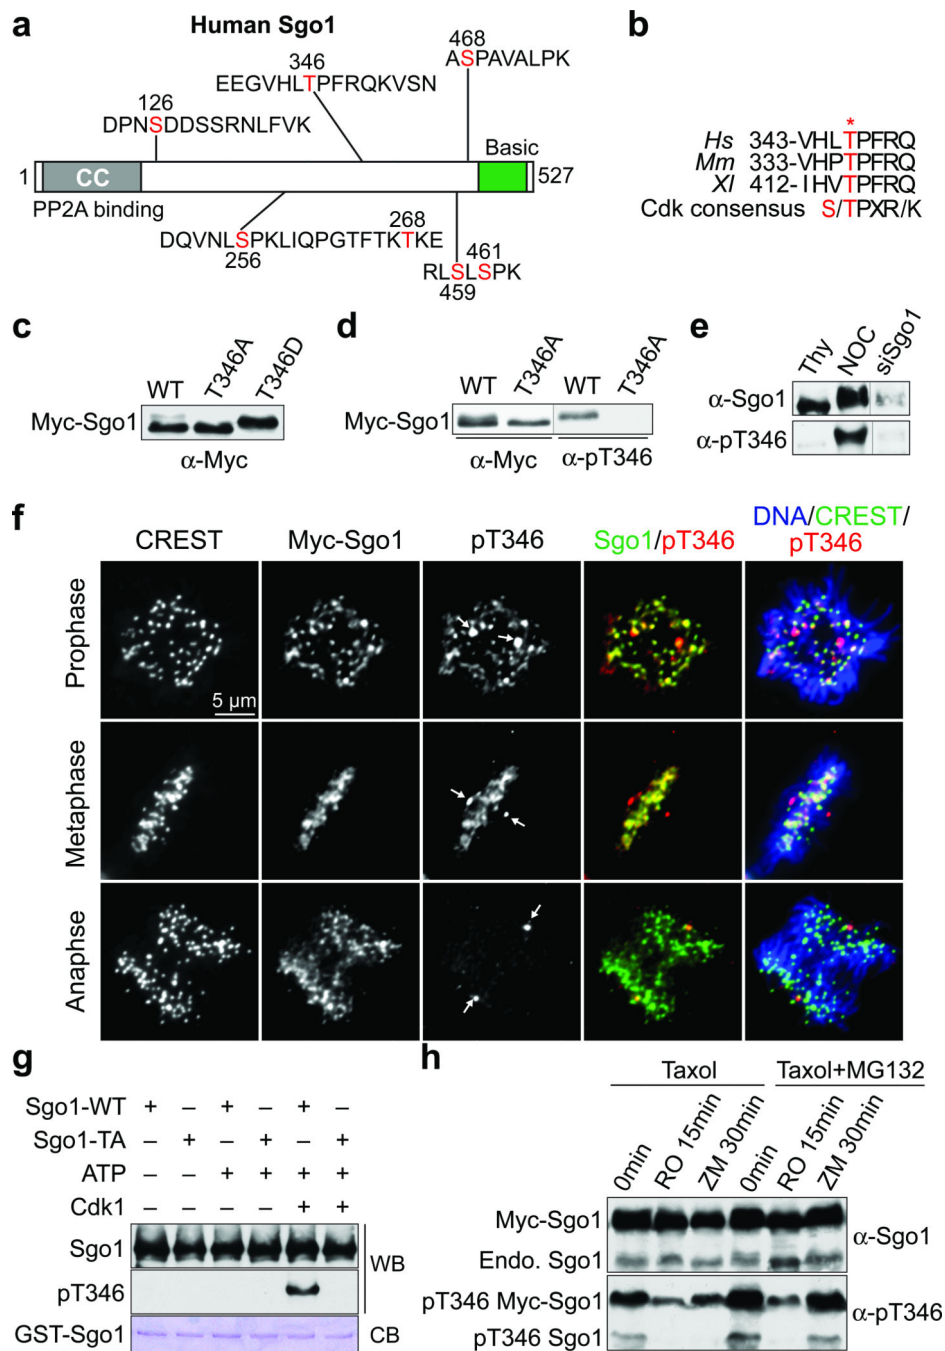 a
Human Sgo1
468
ASPAVALPK
346
EEGVHLTPFRQKVSN
126
DPNSDDSSRNLFVK
Basic
1
CC
527
PP2A binding
268
DQVNLSPKLIQPGTFTKTKE
256
461
RLSLSPK
459
b
*
Hs 343-VHLTPFRQ
Mm 333-VHPTPFRQ
Xl 412-IHVTPFRQ
Cdk consensus S/TPXR/K
c
WT T346A T346D
Myc-Sgo1
α-Myc
d
WT T346A WT T346A
Myc-Sgo1
α-Myc α-pT346
e
Thy NOC siSgo1
α-Sgo1
α-pT346
f
CREST Myc-Sgo1 pT346 Sgo1/pT346 DNA/CREST/
pT346
Prophase
5 μm
Metaphase
Anaphse
g
Sgo1-WT + – + – + –
Sgo1-TA – + – + – +
ATP – – + + + +
Cdk1 – – – – + +
Sgo1
WB
pT346
GST-Sgo1 CB
h
Taxol Taxol+MG132
0min RO 15min ZM 30min 0min RO 15min ZM 30min
Myc-Sgo1
α-Sgo1
Endo. Sgo1
pT346 Myc-Sgo1
α-pT346
pT346 Sgo1